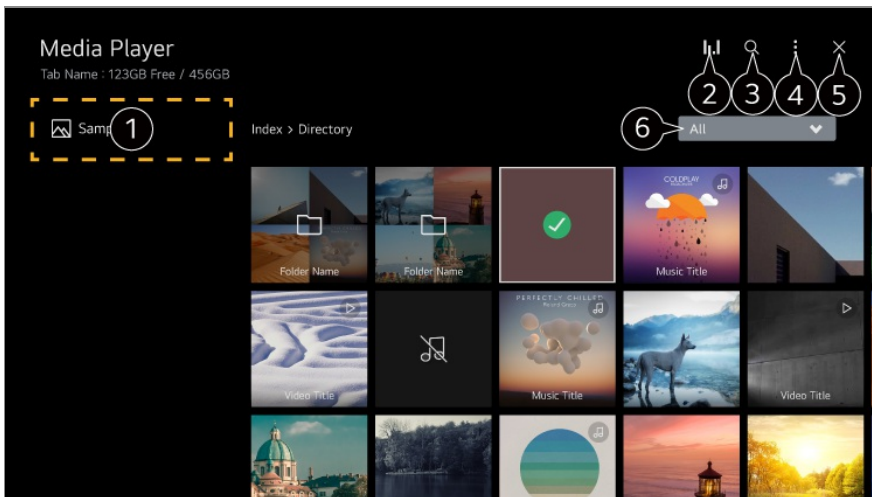 Media Player
Tab Name : 123GB Free / 456GB
2 3 4 5
Samp 1
Index > Directory
6 All
Folder Name
Folder Name
COLDPLAY
Music Title
Video Title
PERFECTLY CHILLED
Music Title
Video Title